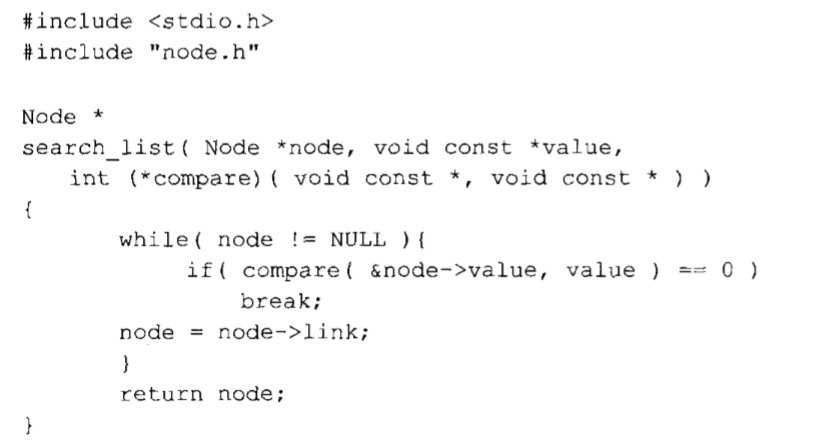 #include <stdio.h>
#include "node.h"

Node *
search_list( Node *node, void const *value,
    int (*compare)( void const *, void const * ) )
{
        while( node != NULL ){
              if( compare( &node->value, value ) == 0 )
                  break;
        node = node->link;
        }
        return node;
}